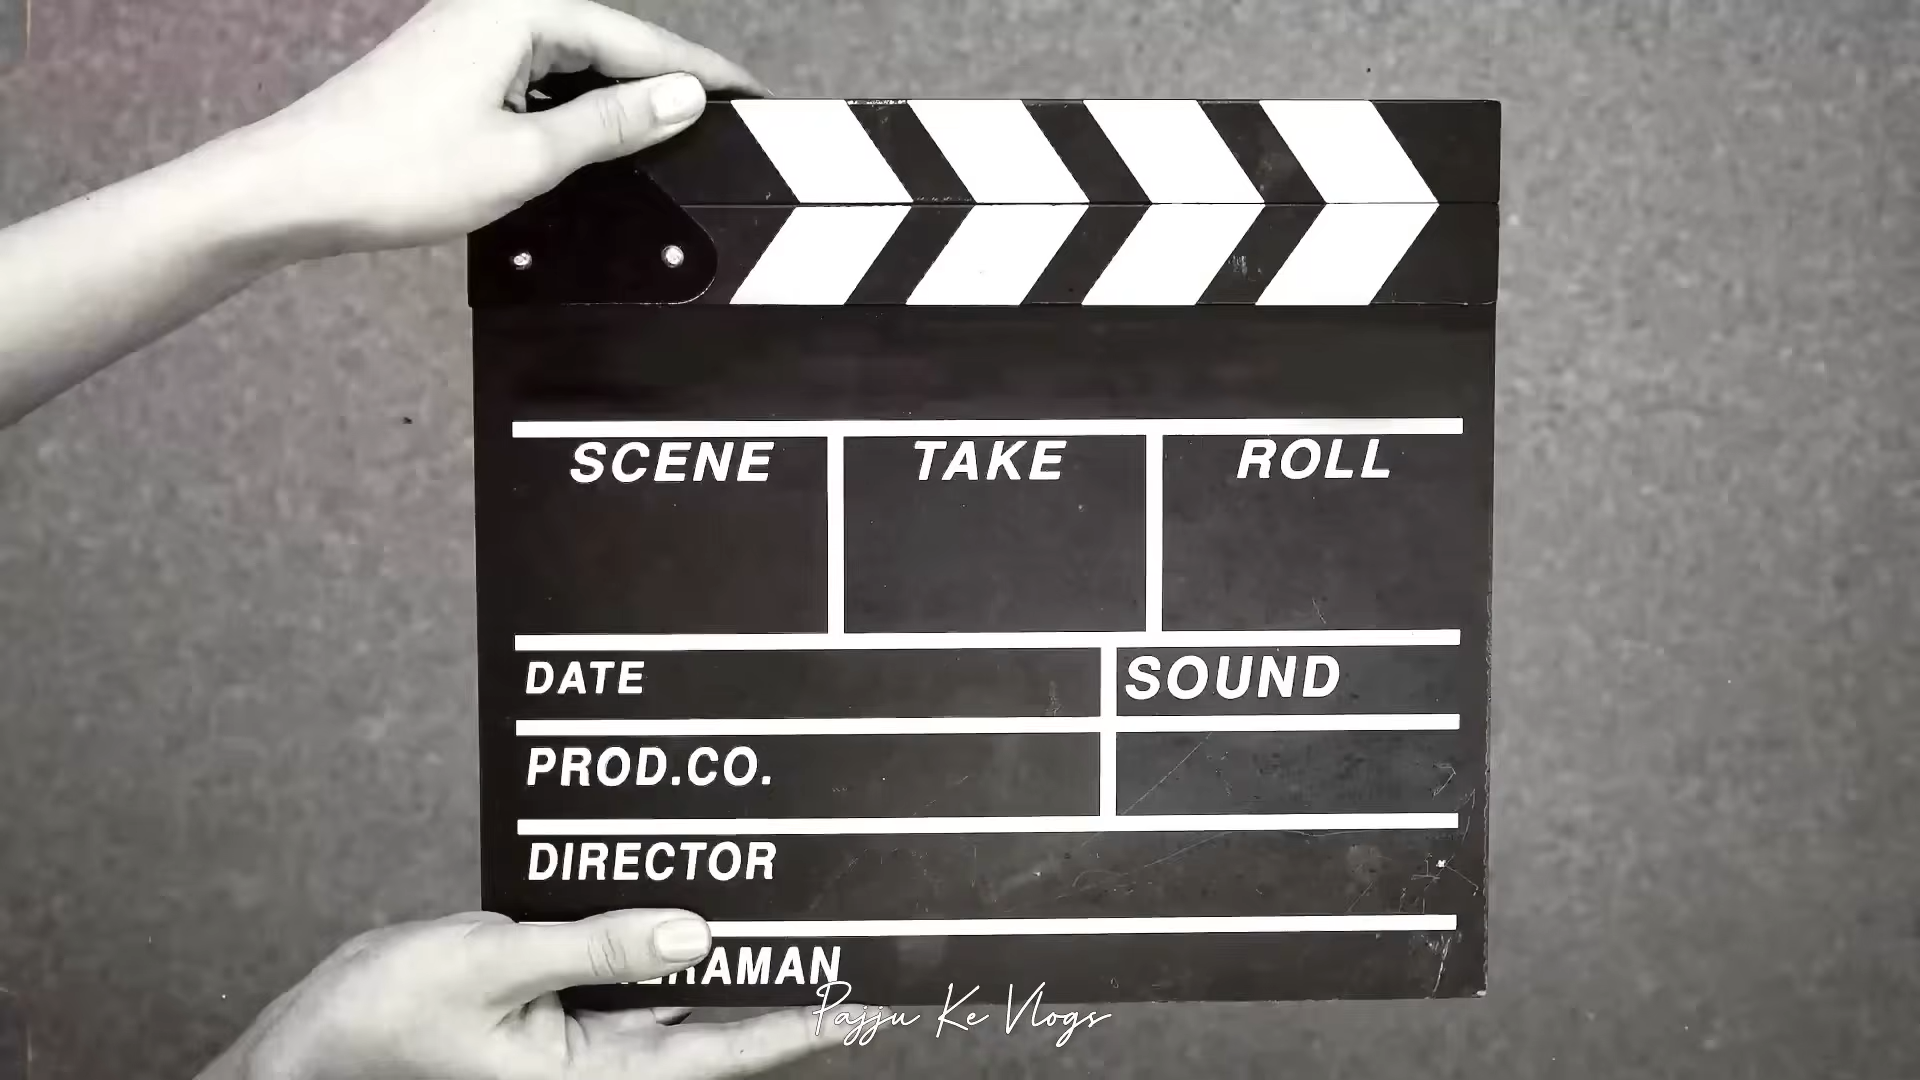 SCENE TAKE ROLL
DATE SOUND
PROD.CO.
DIRECTOR
Pajju Ke Vlogs